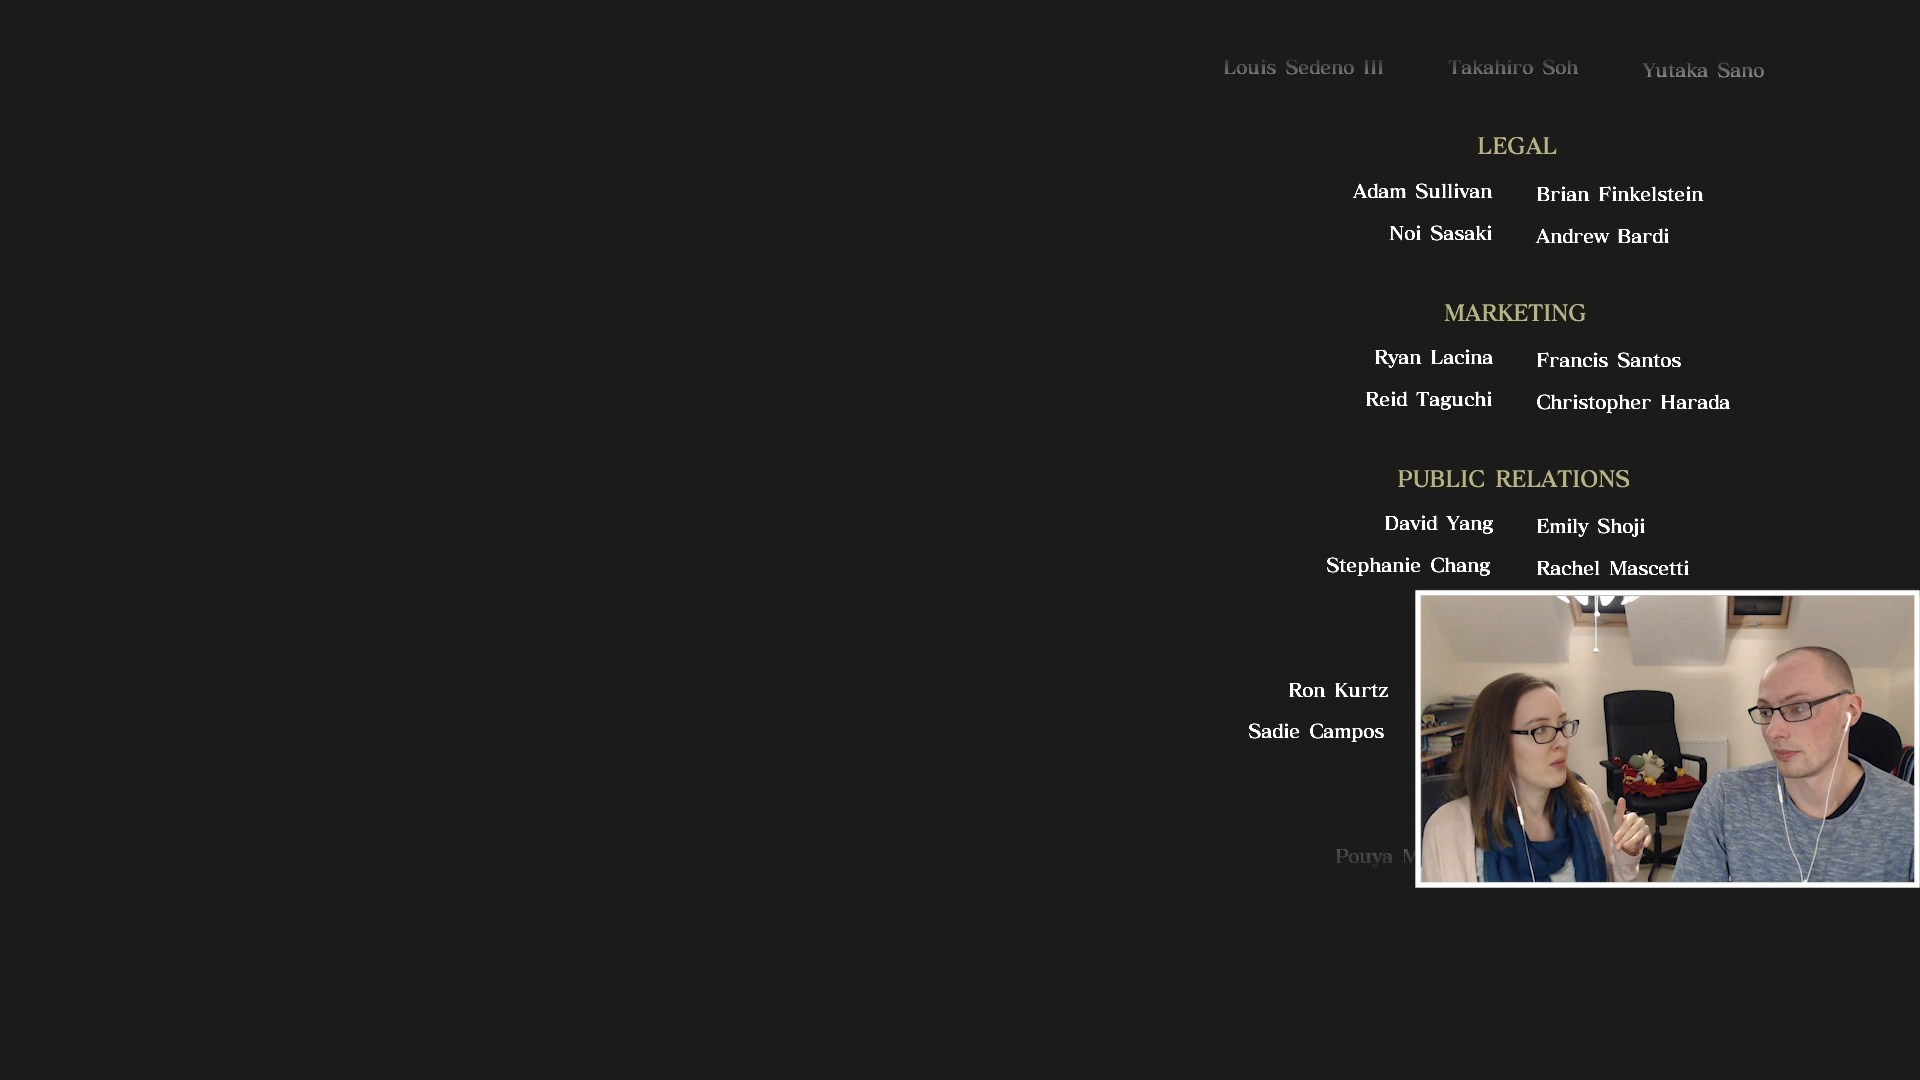 Louis Sedeno III Takahiro Soh Yutaka Sano
LEGAL
Adam Sullivan Brian Finkelstein
Noi Sasaki Andrew Bardi
MARKETING
Ryan Lacina Francis Santos
Reid Taguchi Christopher Harada
PUBLIC RELATIONS
David Yang Emily Shoji
Stephanie Chang Rachel Mascetti
Ron Kurtz
Sadie Campos
Pouya